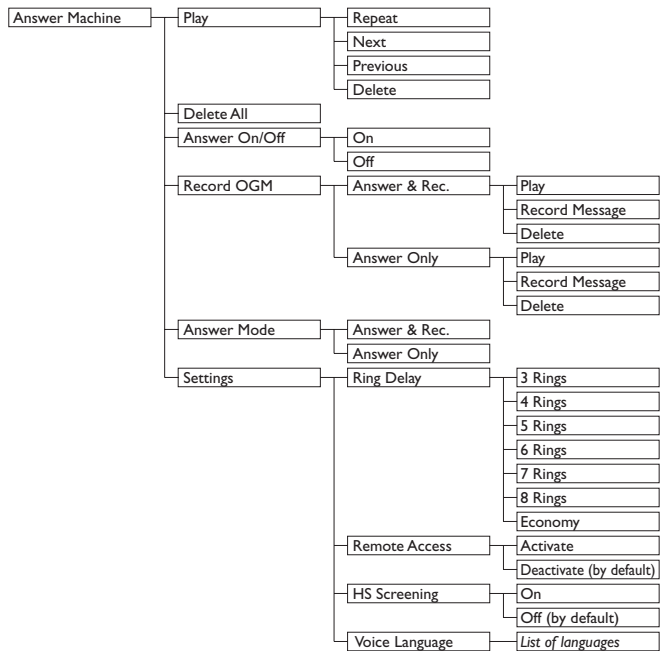 Answer Machine
Play
Repeat
Next
Previous
Delete
Delete All
Answer On/Off
On
Off
Record OGM
Answer & Rec.
Play
Record Message
Delete
Answer Only
Play
Record Message
Delete
Answer Mode
Answer & Rec.
Answer Only
Settings
Ring Delay
3 Rings
4 Rings
5 Rings
6 Rings
7 Rings
8 Rings
Economy
Remote Access
Activate
Deactivate (by default)
HS Screening
On
Off (by default)
Voice Language
List of languages